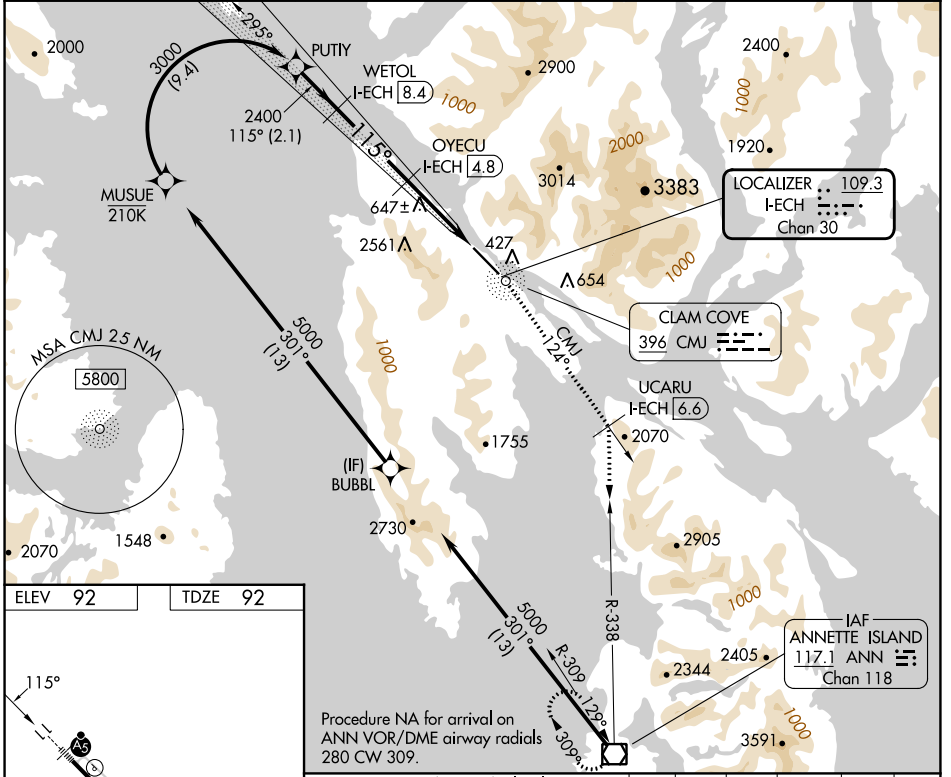 2000
295°
3000
(9.4)
PUTIY
2900
2400
1000
WETOL
I-ECH 8.4
1000
2400
115° (2.1)
115°
2000
1920
OYECU
I-ECH 4.8
3014
3383
MUSUE
210K
647±
2561
427
654
1000
LOCALIZER 109.3
I-ECH
Chan 30
CLAM COVE
396 CMJ
CMJ
124°
5000
301°
(13)
1000
MSA CMJ 25 NM
5800
UCARU
I-ECH 6.6
2070
1755
(IF)
BUBBL
2730
2070
1548
2905
1000
ELEV 92
TDZE 92
5000
301°
(13)
R-338
R-309
129°
309°
2344
2405
IAF
ANNETTE ISLAND
117.1 ANN
Chan 118
1000
3591
115°
A5
P
Procedure NA for arrival on
ANN VOR/DME airway radials
280 CW 309.